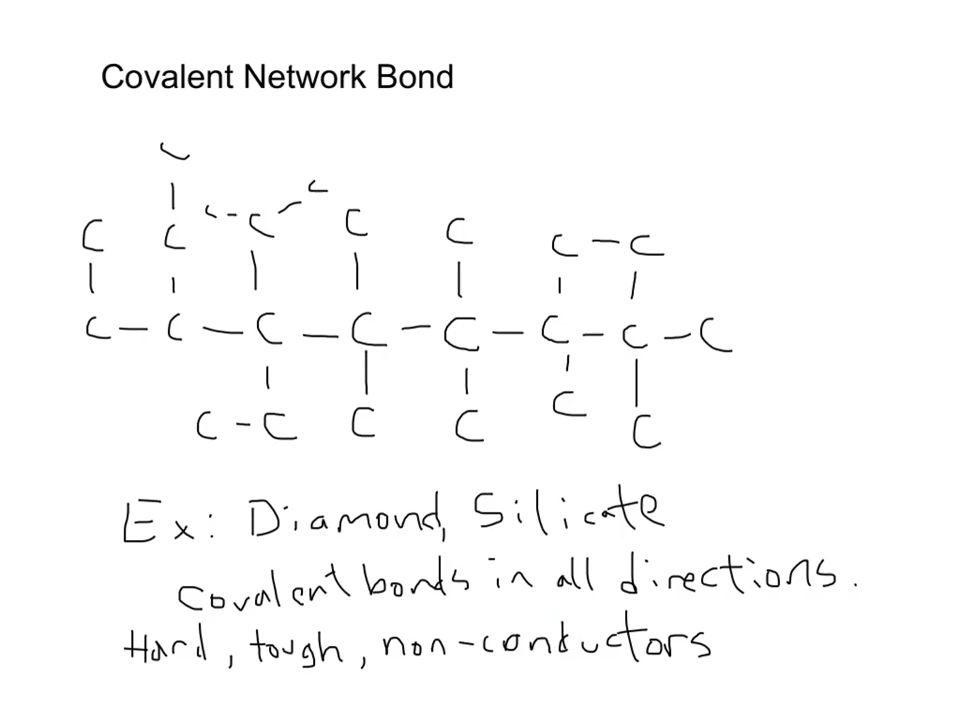 Covalent Network Bond
C
C C - C - C C C C - C
C - C - C - C - C - C - C - C
C - C C C C C
Ex: Diamond, Silicate
Covalent bonds in all directions.
Hard, tough, non-conductors